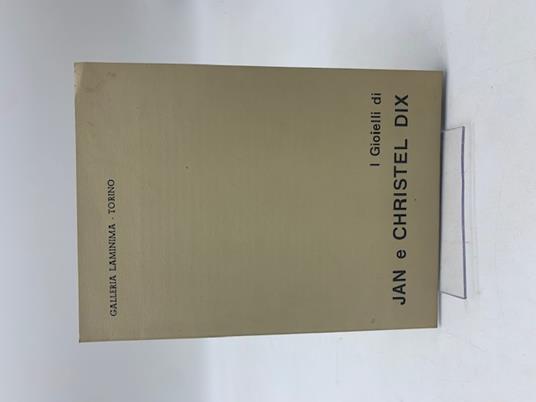 I Gioielli di
JAN e CHRISTEL DIX
GALLERIA LAMINIMA - TORINO